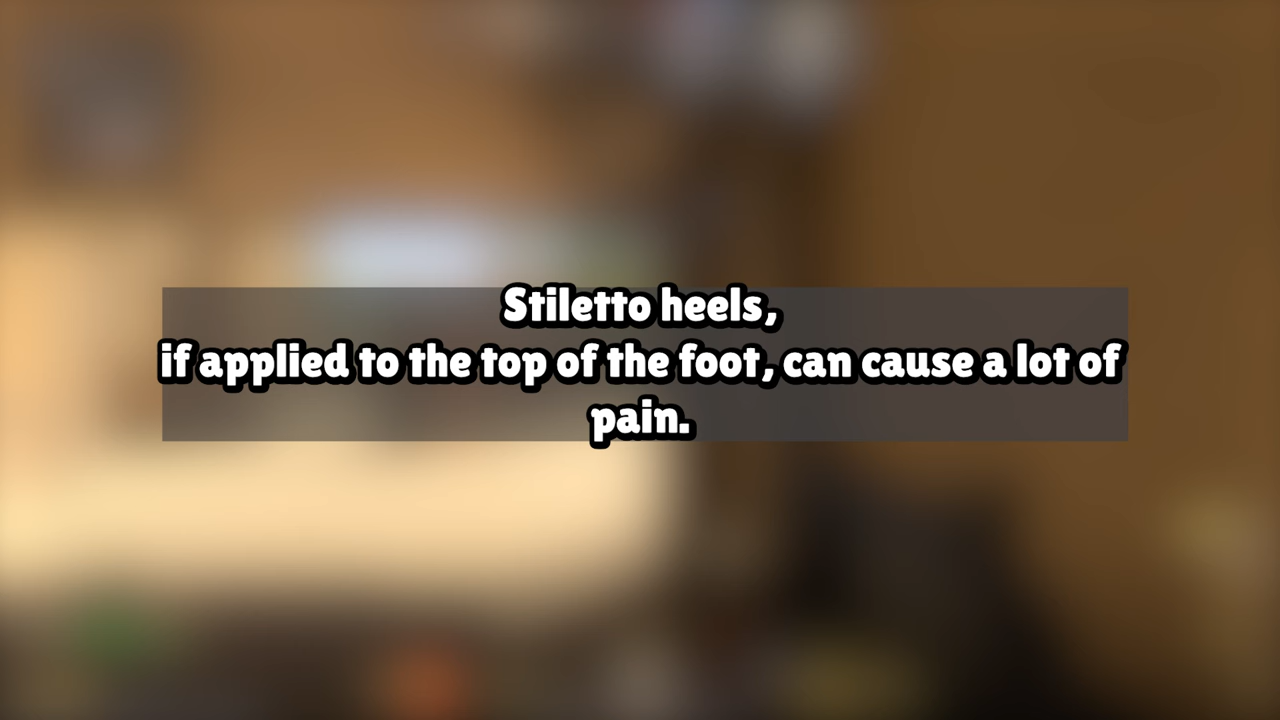 Stiletto heels,
if applied to the top of the foot, can cause a lot of
pain.